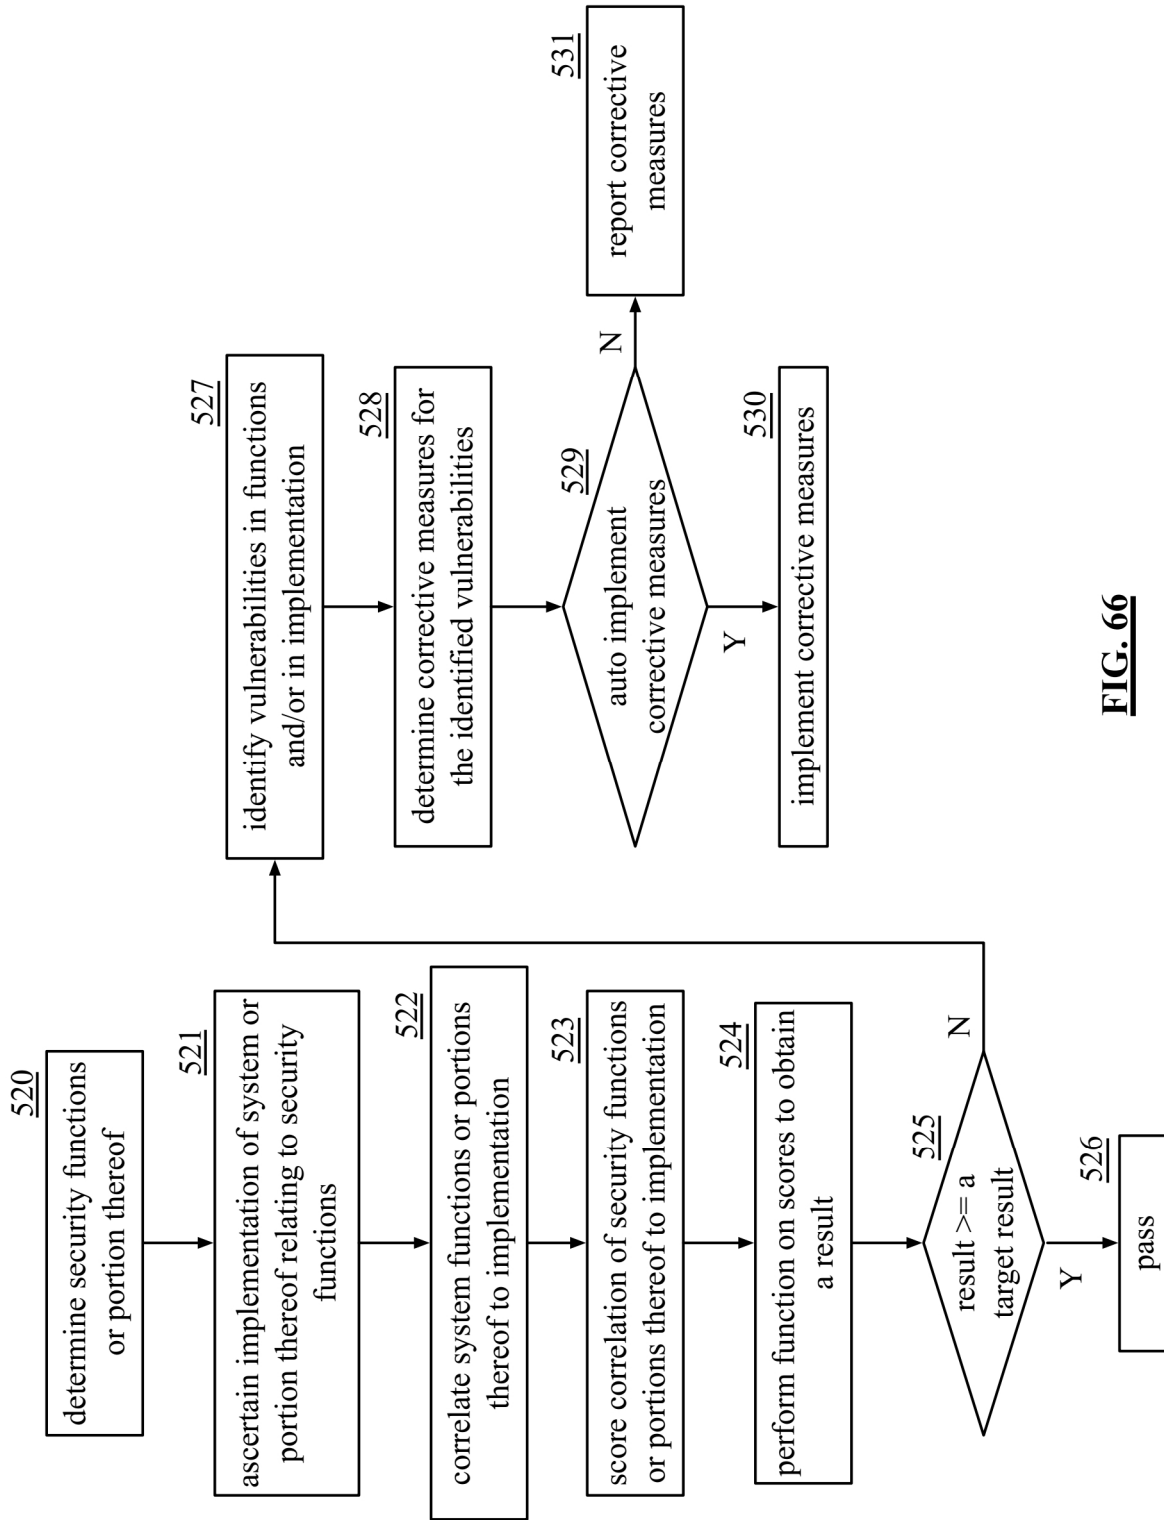 520
determine security functions
or portion thereof
521
ascertain implementation of system or
portion thereof relating to security
functions
522
correlate system functions or portions
thereof to implementation
523
score correlation of security functions
or portions thereof to implementation
524
perform function on scores to obtain
a result
525
result >= a
target result
N
Y
526
pass
527
identify vulnerabilities in functions
and/or in implementation
528
determine corrective measures for
the identified vulnerabilities
529
auto implement
corrective measures
N
Y
530
implement corrective measures
531
report corrective
measures
FIG. 66